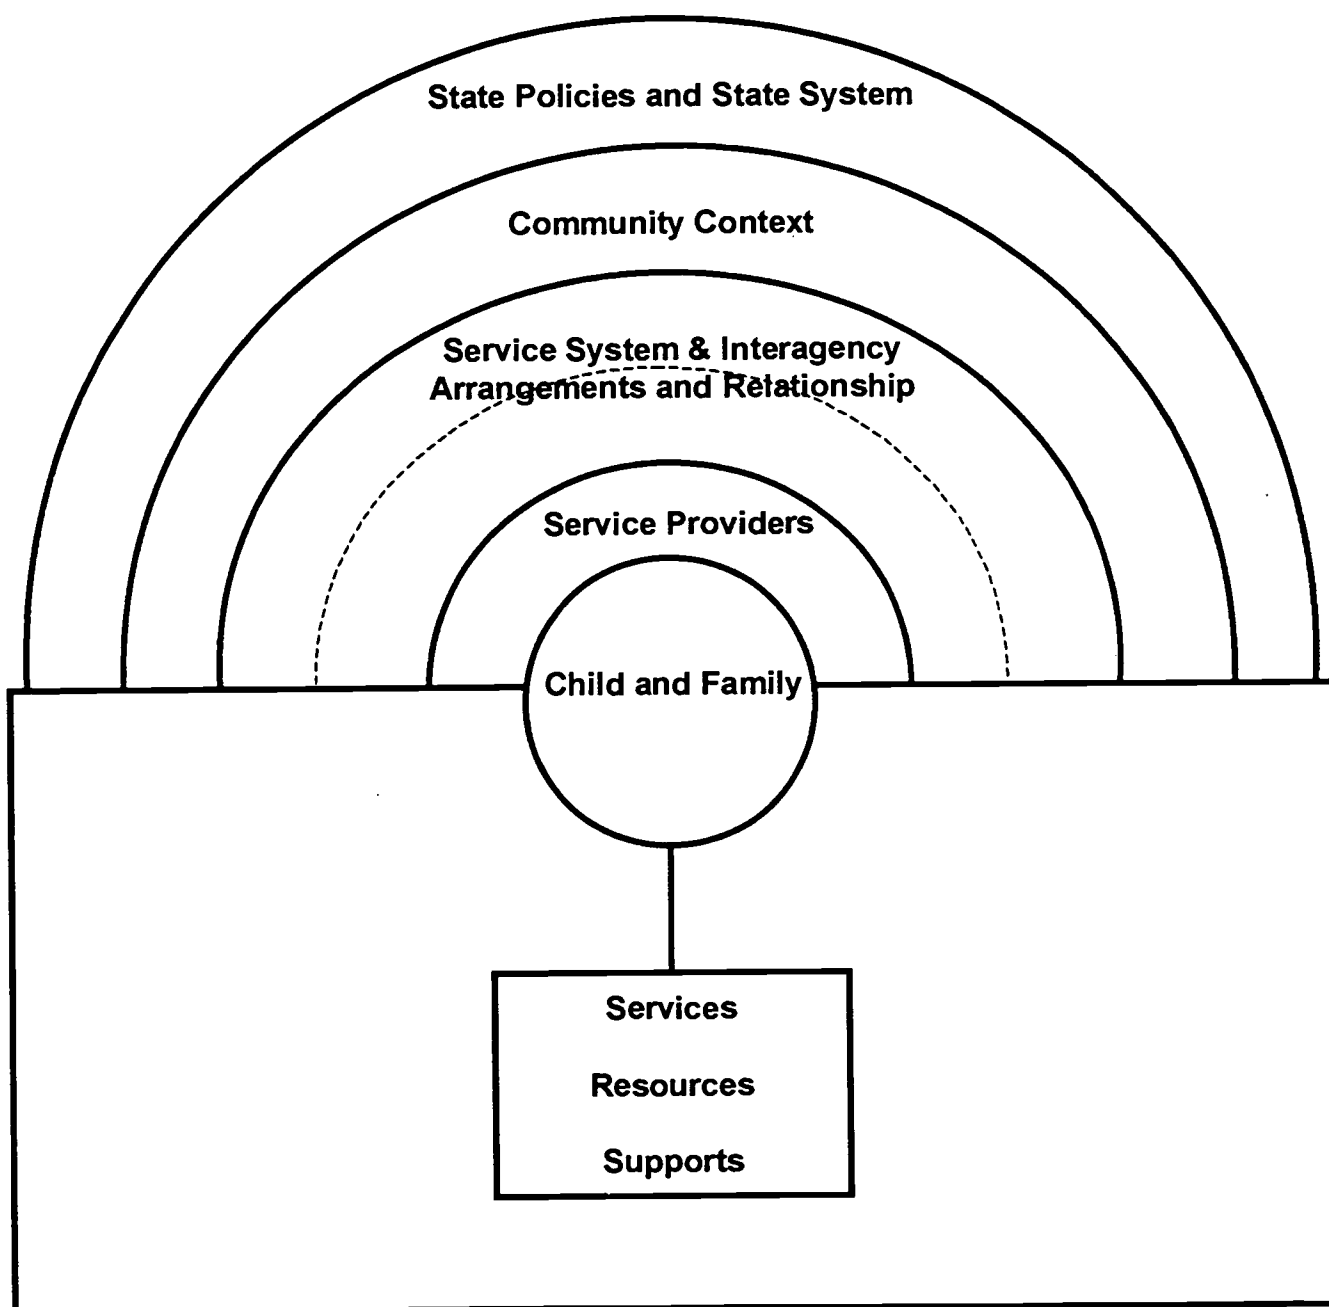 State Policies and State System
Community Context
Service System & Interagency
Arrangements and Relationship
Service Providers
Child and Family
Services
Resources
Supports